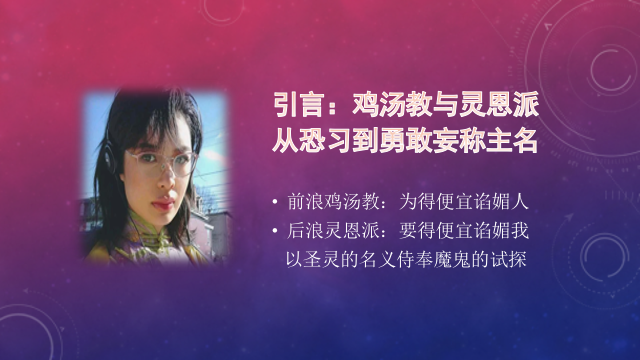 引言：鸡汤教与灵恩派
从恐习到勇敢妄称主名
• 前浪鸡汤教：为得便宜谄媚人
• 后浪灵恩派：要得便宜谄媚我
以圣灵的名义侍奉魔鬼的试探